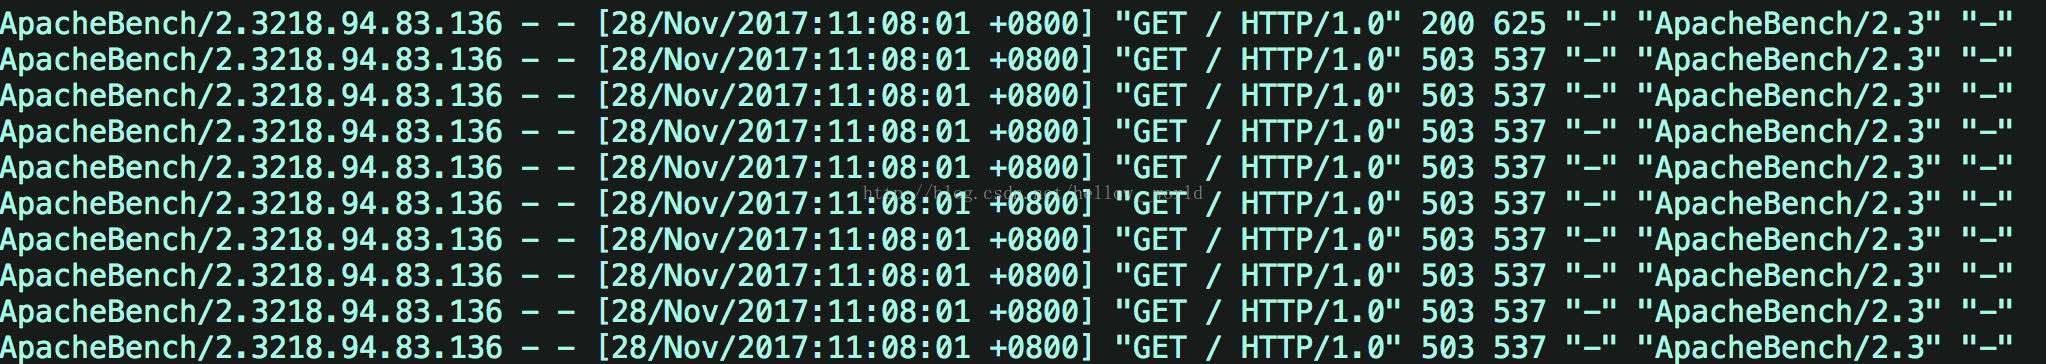 ApacheBench/2.3218.94.83.136 - - [28/Nov/2017:11:08:01 +0800] "GET / HTTP/1.0" 200 625 "-" "ApacheBench/2.3" "-"
ApacheBench/2.3218.94.83.136 - - [28/Nov/2017:11:08:01 +0800] "GET / HTTP/1.0" 503 537 "-" "ApacheBench/2.3" "-"
ApacheBench/2.3218.94.83.136 - - [28/Nov/2017:11:08:01 +0800] "GET / HTTP/1.0" 503 537 "-" "ApacheBench/2.3" "-"
ApacheBench/2.3218.94.83.136 - - [28/Nov/2017:11:08:01 +0800] "GET / HTTP/1.0" 503 537 "-" "ApacheBench/2.3" "-"
ApacheBench/2.3218.94.83.136 - - [28/Nov/2017:11:08:01 +0800] "GET / HTTP/1.0" 503 537 "-" "ApacheBench/2.3" "-"
http://blog.csdn.net/hellow_world
ApacheBench/2.3218.94.83.136 - - [28/Nov/2017:11:08:01 +0800] "GET / HTTP/1.0" 503 537 "-" "ApacheBench/2.3" "-"
ApacheBench/2.3218.94.83.136 - - [28/Nov/2017:11:08:01 +0800] "GET / HTTP/1.0" 503 537 "-" "ApacheBench/2.3" "-"
ApacheBench/2.3218.94.83.136 - - [28/Nov/2017:11:08:01 +0800] "GET / HTTP/1.0" 503 537 "-" "ApacheBench/2.3" "-"
ApacheBench/2.3218.94.83.136 - - [28/Nov/2017:11:08:01 +0800] "GET / HTTP/1.0" 503 537 "-" "ApacheBench/2.3" "-"
ApacheBench/2.3218.94.83.136 - - [28/Nov/2017:11:08:01 +0800] "GET / HTTP/1.0" 503 537 "-" "ApacheBench/2.3" "-"